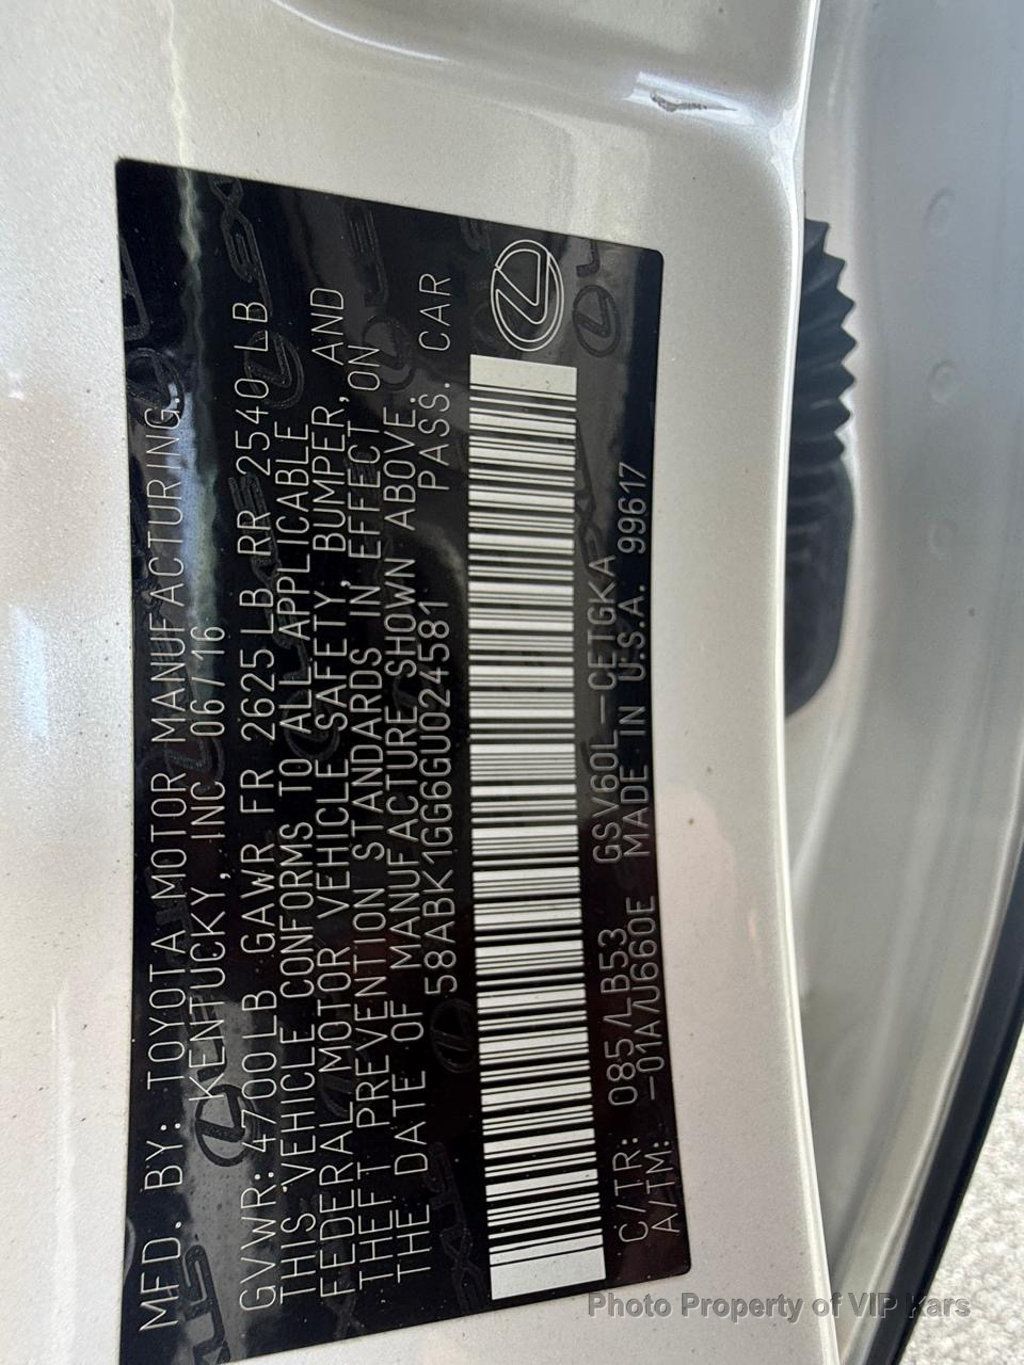 MFD. BY: TOYOTA MOTOR MANUFACTURING,
KENTUCKY, INC 06/16
GVWR: 4700LB GAWR FR 2625LB RR 2540LB
THIS VEHICLE CONFORMS TO ALL APPLICABLE
FEDERAL MOTOR VEHICLE SAFETY, BUMPER, AND
THEFT PREVENTION STANDARDS IN EFFECT ON
THE DATE OF MANUFACTURE SHOWN ABOVE.
58ABK1GG6GU024581 PASS. CAR
C/TR: 085/LB53 GSV60L-CETGKA
A/TM: -01A/U660E MADE IN U.S.A. 99617
Photo Property of VIP Kars